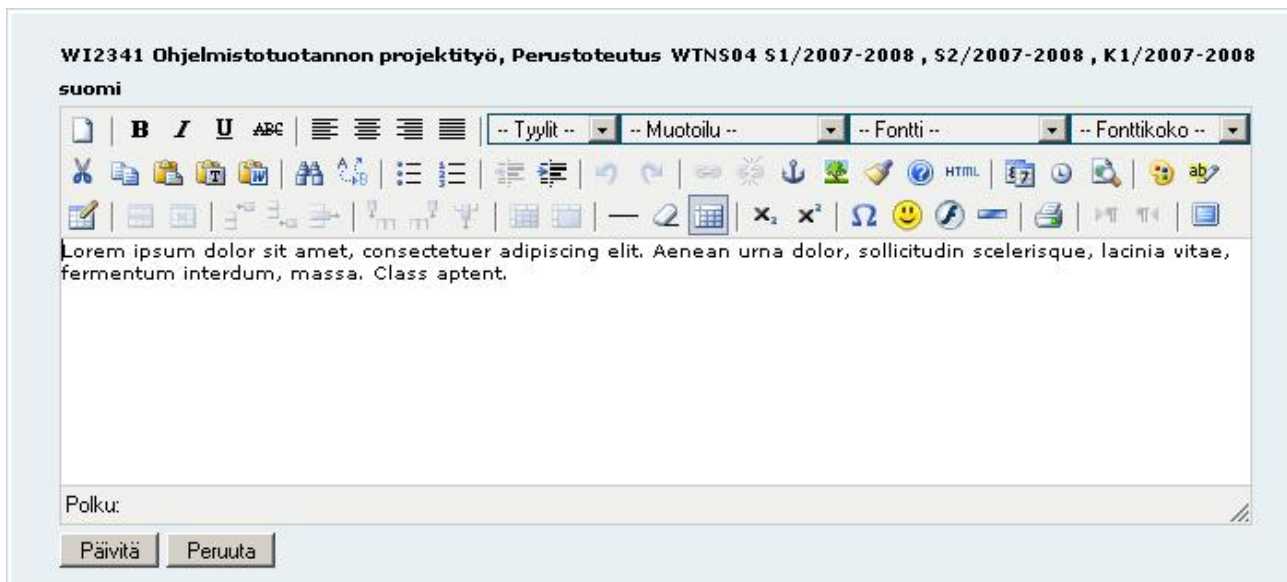 WI2341 Ohjelmistotuotannon projektityö, Perustoteutus WTNS04 S1/2007-2008 , S2/2007-2008 , K1/2007-2008
suomi
B I U ABC -- Tyylit -- -- Muotoilu -- -- Fontti -- -- Fonttikoko --
HTML
Lorem ipsum dolor sit amet, consectetuer adipiscing elit. Aenean urna dolor, sollicitudin scelerisque, lacinia vitae,
fermentum interdum, massa. Class aptent.
Polku:
Päivitä Peruuta